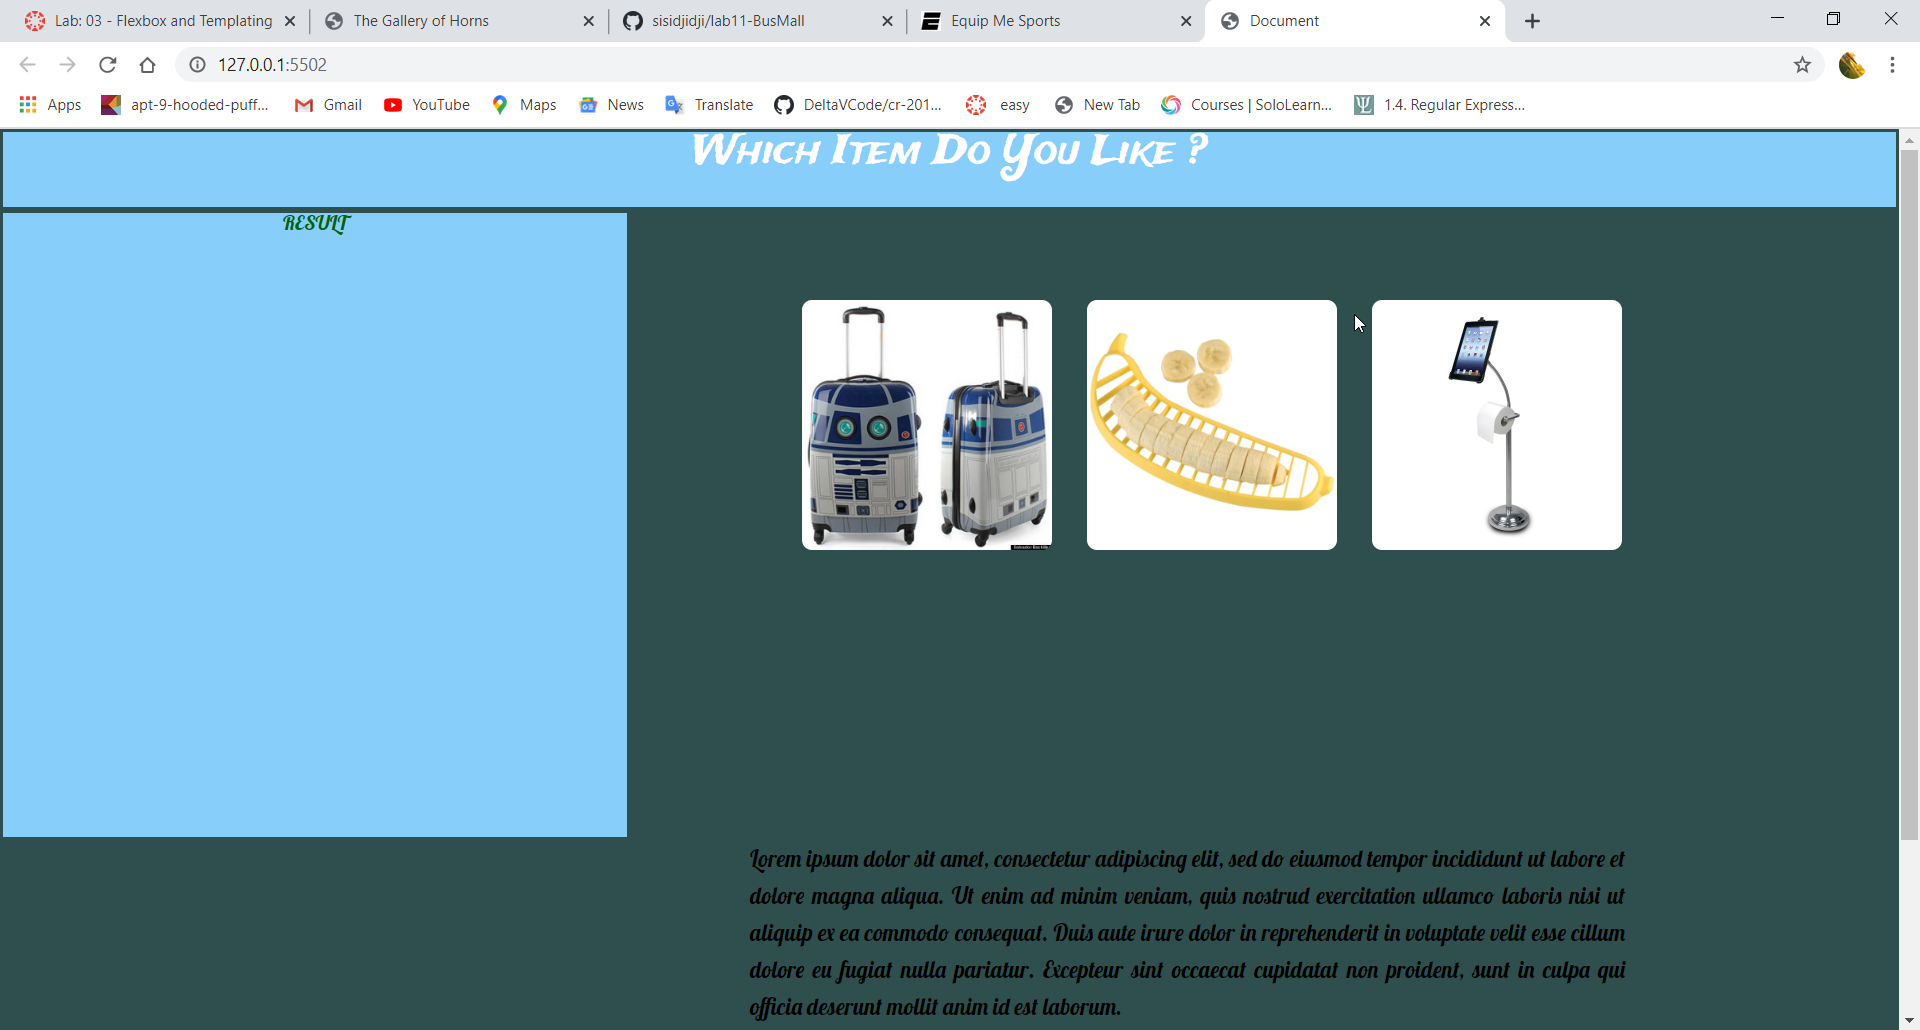 Lab: 03 - Flexbox and Templating
The Gallery of Horns
sisidjidji/lab11-BusMall
Equip Me Sports
Document
127.0.0.1:5502
Apps
apt-9-hooded-puff...
Gmail
YouTube
Maps
News
Translate
DeltaVCode/cr-201...
easy
New Tab
Courses | SoloLearn...
1.4. Regular Express...
Which Item Do You Like ?
RESULT
Lorem ipsum dolor sit amet, consectetur adipiscing elit, sed do eiusmod tempor incididunt ut labore et
dolore magna aliqua. Ut enim ad minim veniam, quis nostrud exercitation ullamco laboris nisi ut
aliquip ex ea commodo consequat. Duis aute irure dolor in reprehenderit in voluptate velit esse cillum
dolore eu fugiat nulla pariatur. Excepteur sint occaecat cupidatat non proident, sunt in culpa qui
officia deserunt mollit anim id est laborum.